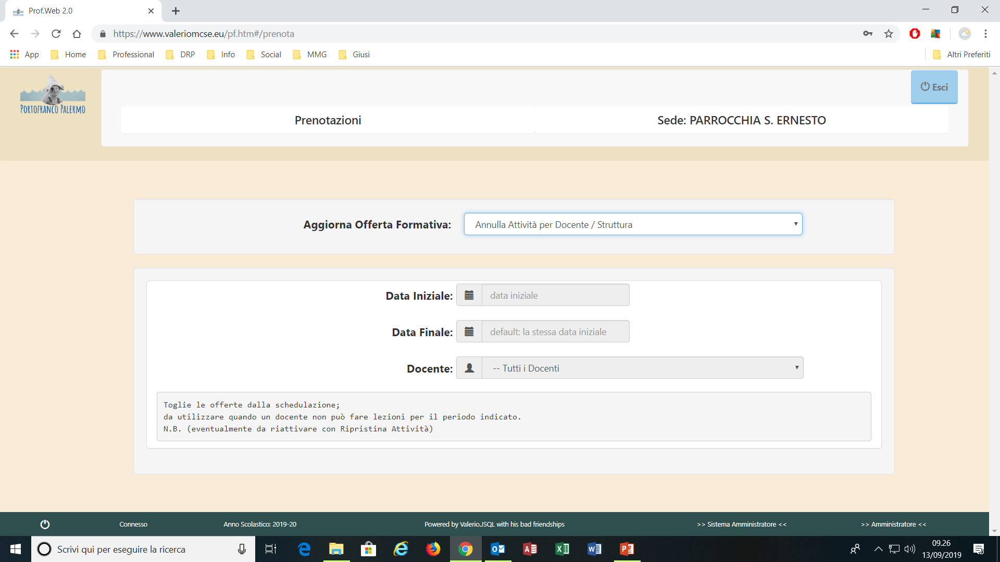 Prof.Web 2.0
https://www.valeriomcse.eu/pf.htm#/prenota
App Home Professional DRP Info Social MMG Giusi Altri Preferiti
PORTOFRANCO PALERMO
Esci
Prenotazioni
Sede: PARROCCHIA S. ERNESTO
Aggiorna Offerta Formativa: Annulla Attività per Docente / Struttura
Data Iniziale: data iniziale
Data Finale: default: la stessa data iniziale
Docente: -- Tutti i Docenti
Toglie le offerte dalla schedulazione;
da utilizzare quando un docente non può fare lezioni per il periodo indicato.
N.B. (eventualmente da riattivare con Ripristina Attività)
Connesso Anno Scolastico: 2019-20 Powered by ValerioJSQL with his bad friendships >> Sistema Amministratore << >> Amministratore <<
Scrivi qui per eseguire la ricerca
09.26
13/09/2019